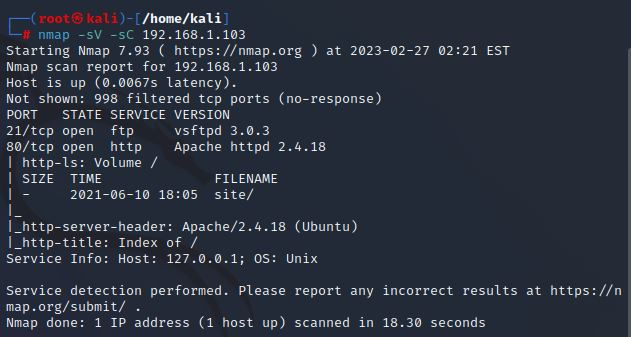 ┌──(root㉿kali)-[/home/kali]
└─# nmap -sV -sC 192.168.1.103
Starting Nmap 7.93 ( https://nmap.org ) at 2023-02-27 02:21 EST
Nmap scan report for 192.168.1.103
Host is up (0.0067s latency).
Not shown: 998 filtered tcp ports (no-response)
PORT   STATE SERVICE VERSION
21/tcp open  ftp     vsftpd 3.0.3
80/tcp open  http    Apache httpd 2.4.18
| http-ls: Volume /
| SIZE  TIME              FILENAME
| -     2021-06-10 18:05  site/
|_
|_http-server-header: Apache/2.4.18 (Ubuntu)
|_http-title: Index of /
Service Info: Host: 127.0.0.1; OS: Unix

Service detection performed. Please report any incorrect results at https://n
map.org/submit/ .
Nmap done: 1 IP address (1 host up) scanned in 18.30 seconds